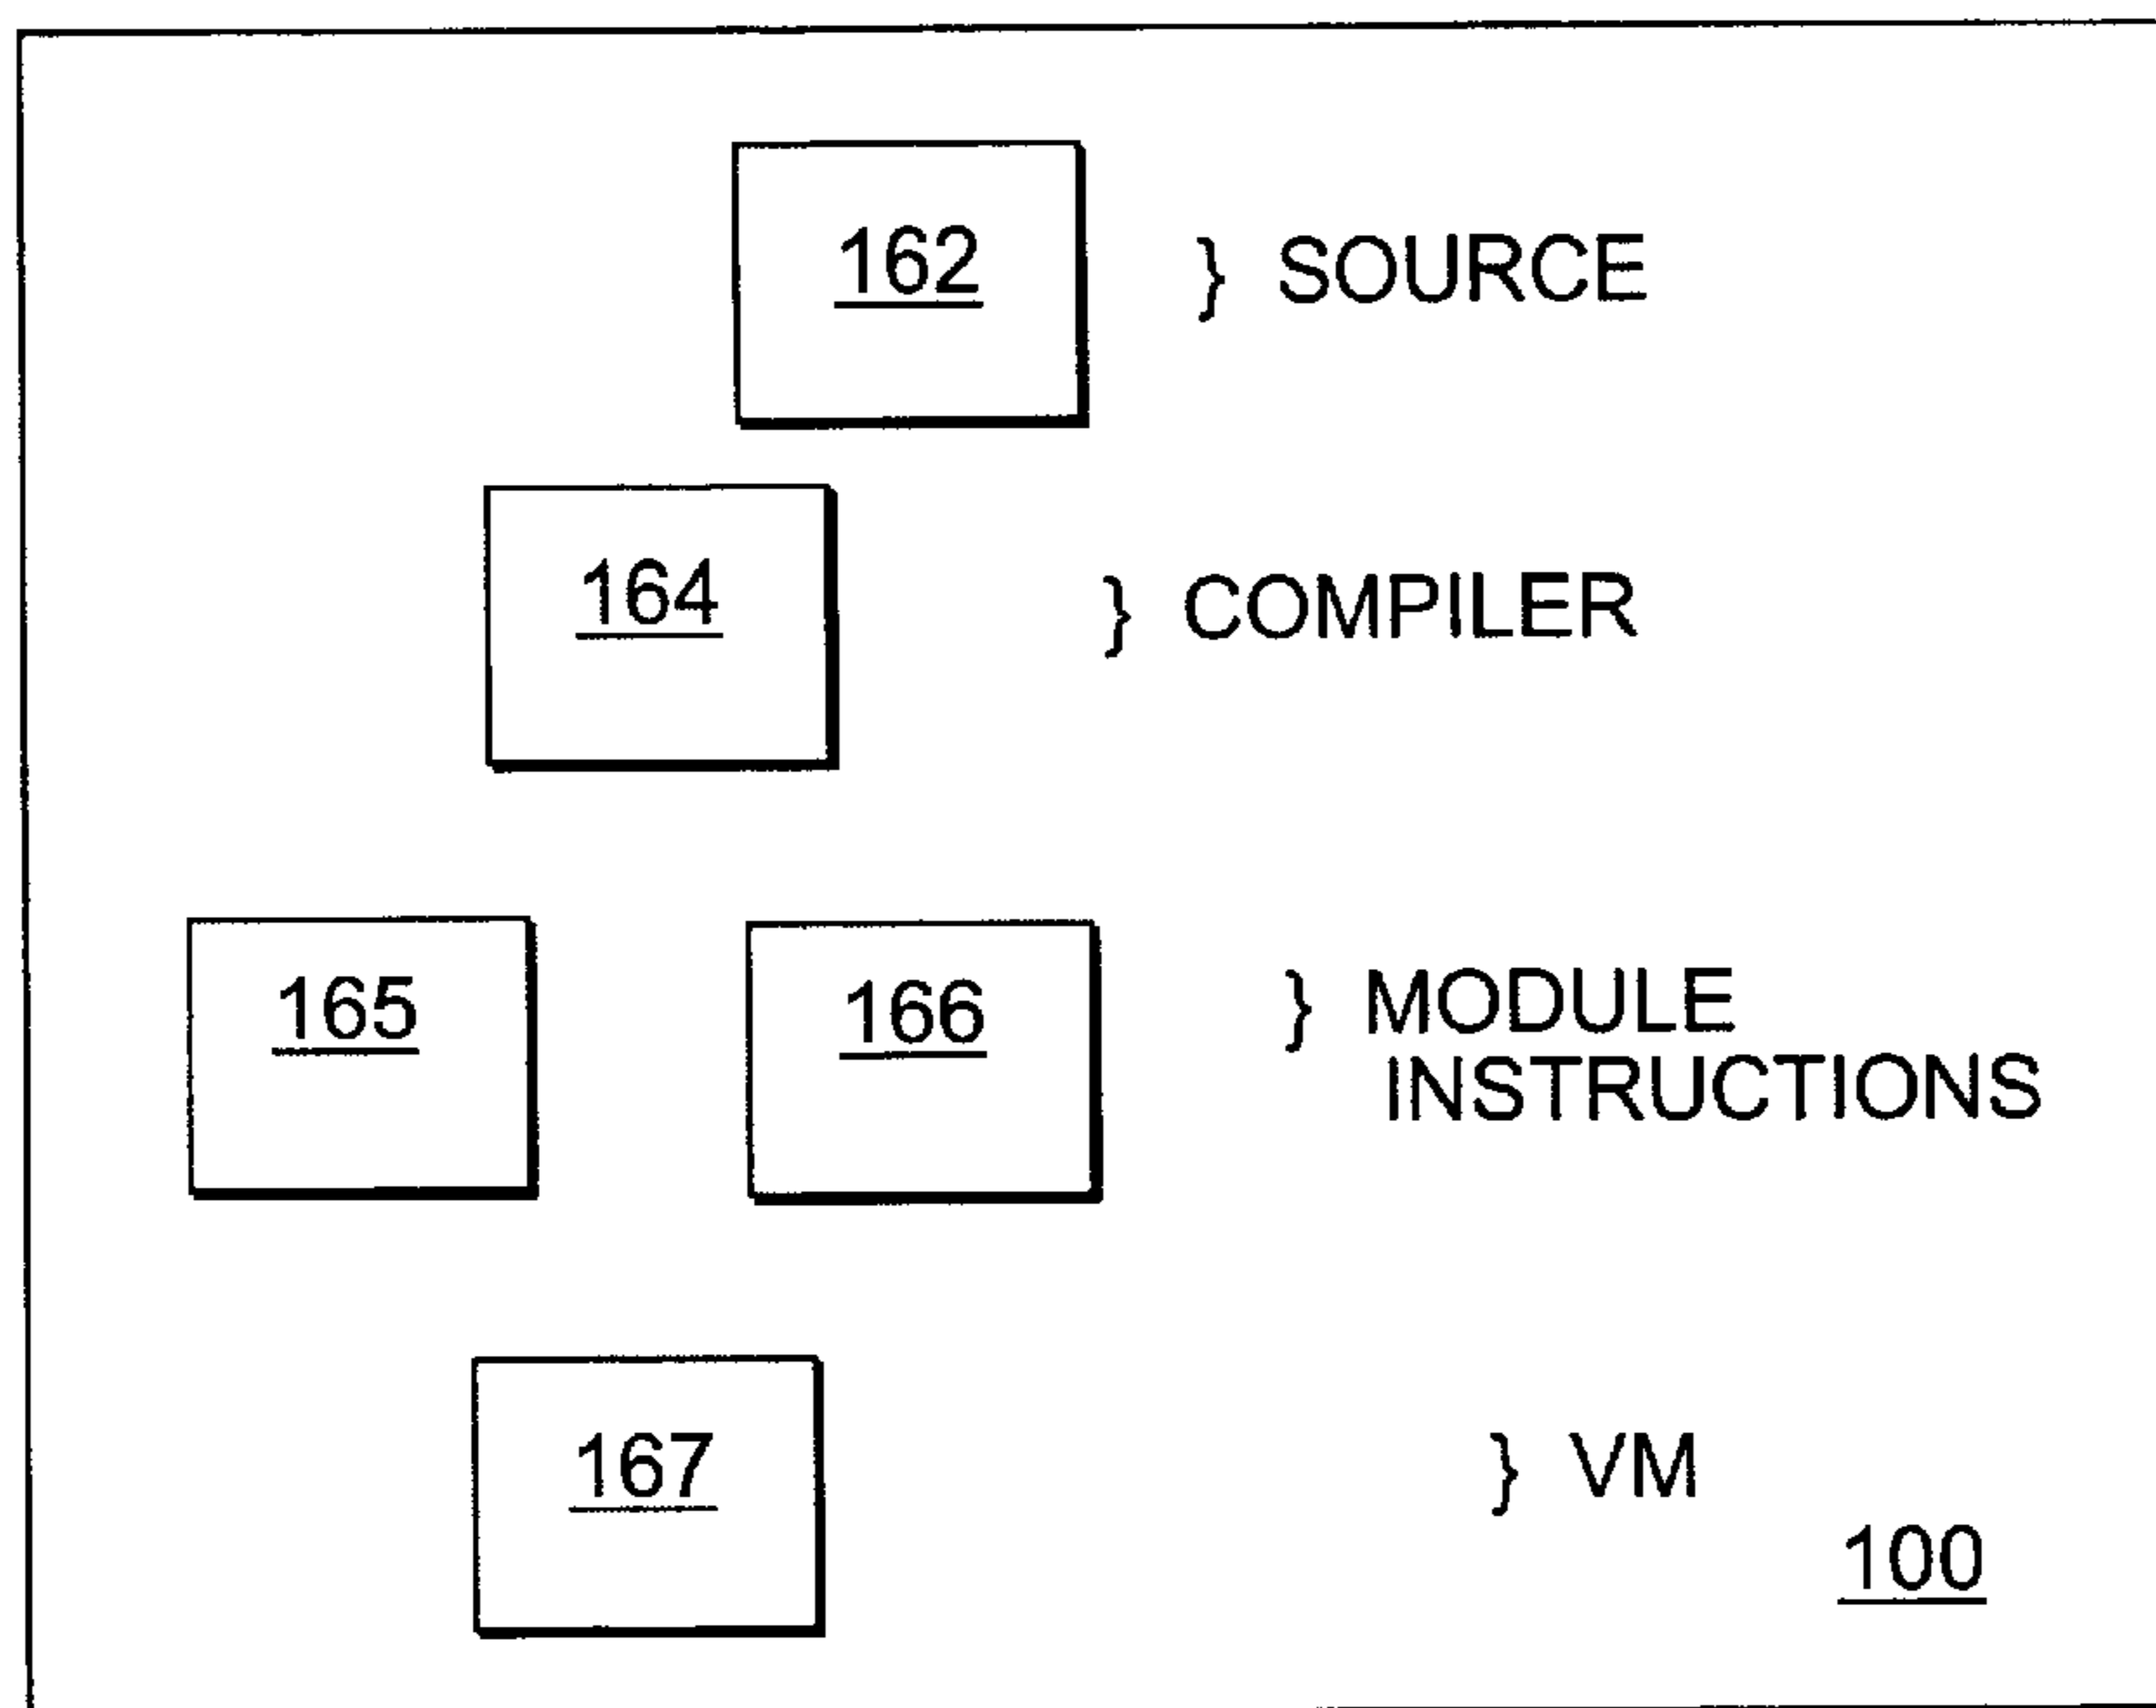 162 } SOURCE
164 } COMPILER
165 166 } MODULE
INSTRUCTIONS
167 } VM
100